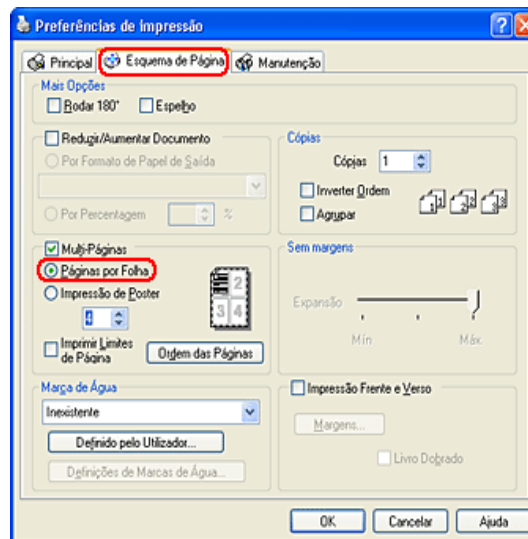 Preferências de Impressão
Principal Esquema de Página Manutenção
Mais Opções
Rodar 180° Espelho
Reduzir/Aumentar Documento
Por Formato de Papel de Saída
Por Percentagem %
Cópias
Cópias 1
Inverter Ordem
Agrupar
Multi-Páginas
Páginas por Folha
Impressão de Poster
4
Imprimir Limites
de Página
Ordem das Páginas
Sem margens
Expansão
Mín Máx.
Marca de Água
Inexistente
Definido pelo Utilizador...
Definições de Marcas de Água...
Impressão Frente e Verso
Margens...
Livro Dobrado
OK Cancelar Ajuda